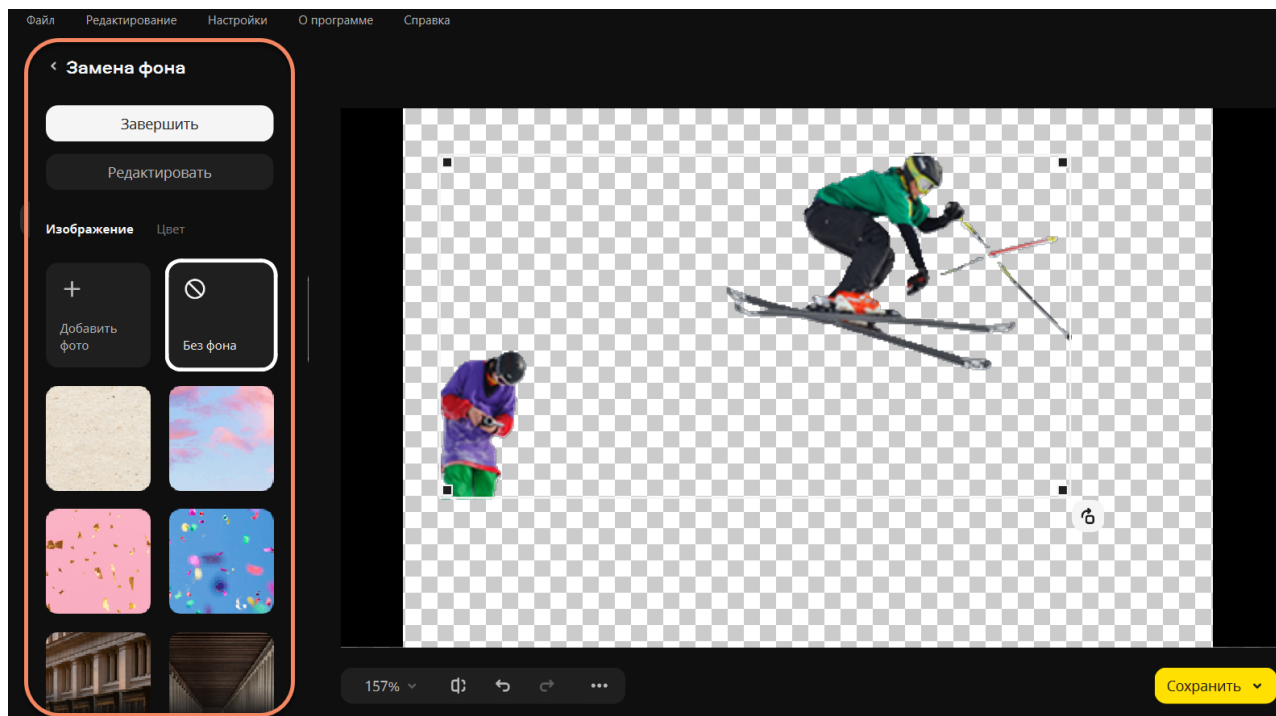 Файл Редактирование Настройки О программе Справка
Замена фона
Завершить
Редактировать
Изображение Цвет
Добавить
фото
Без фона
157%
Сохранить